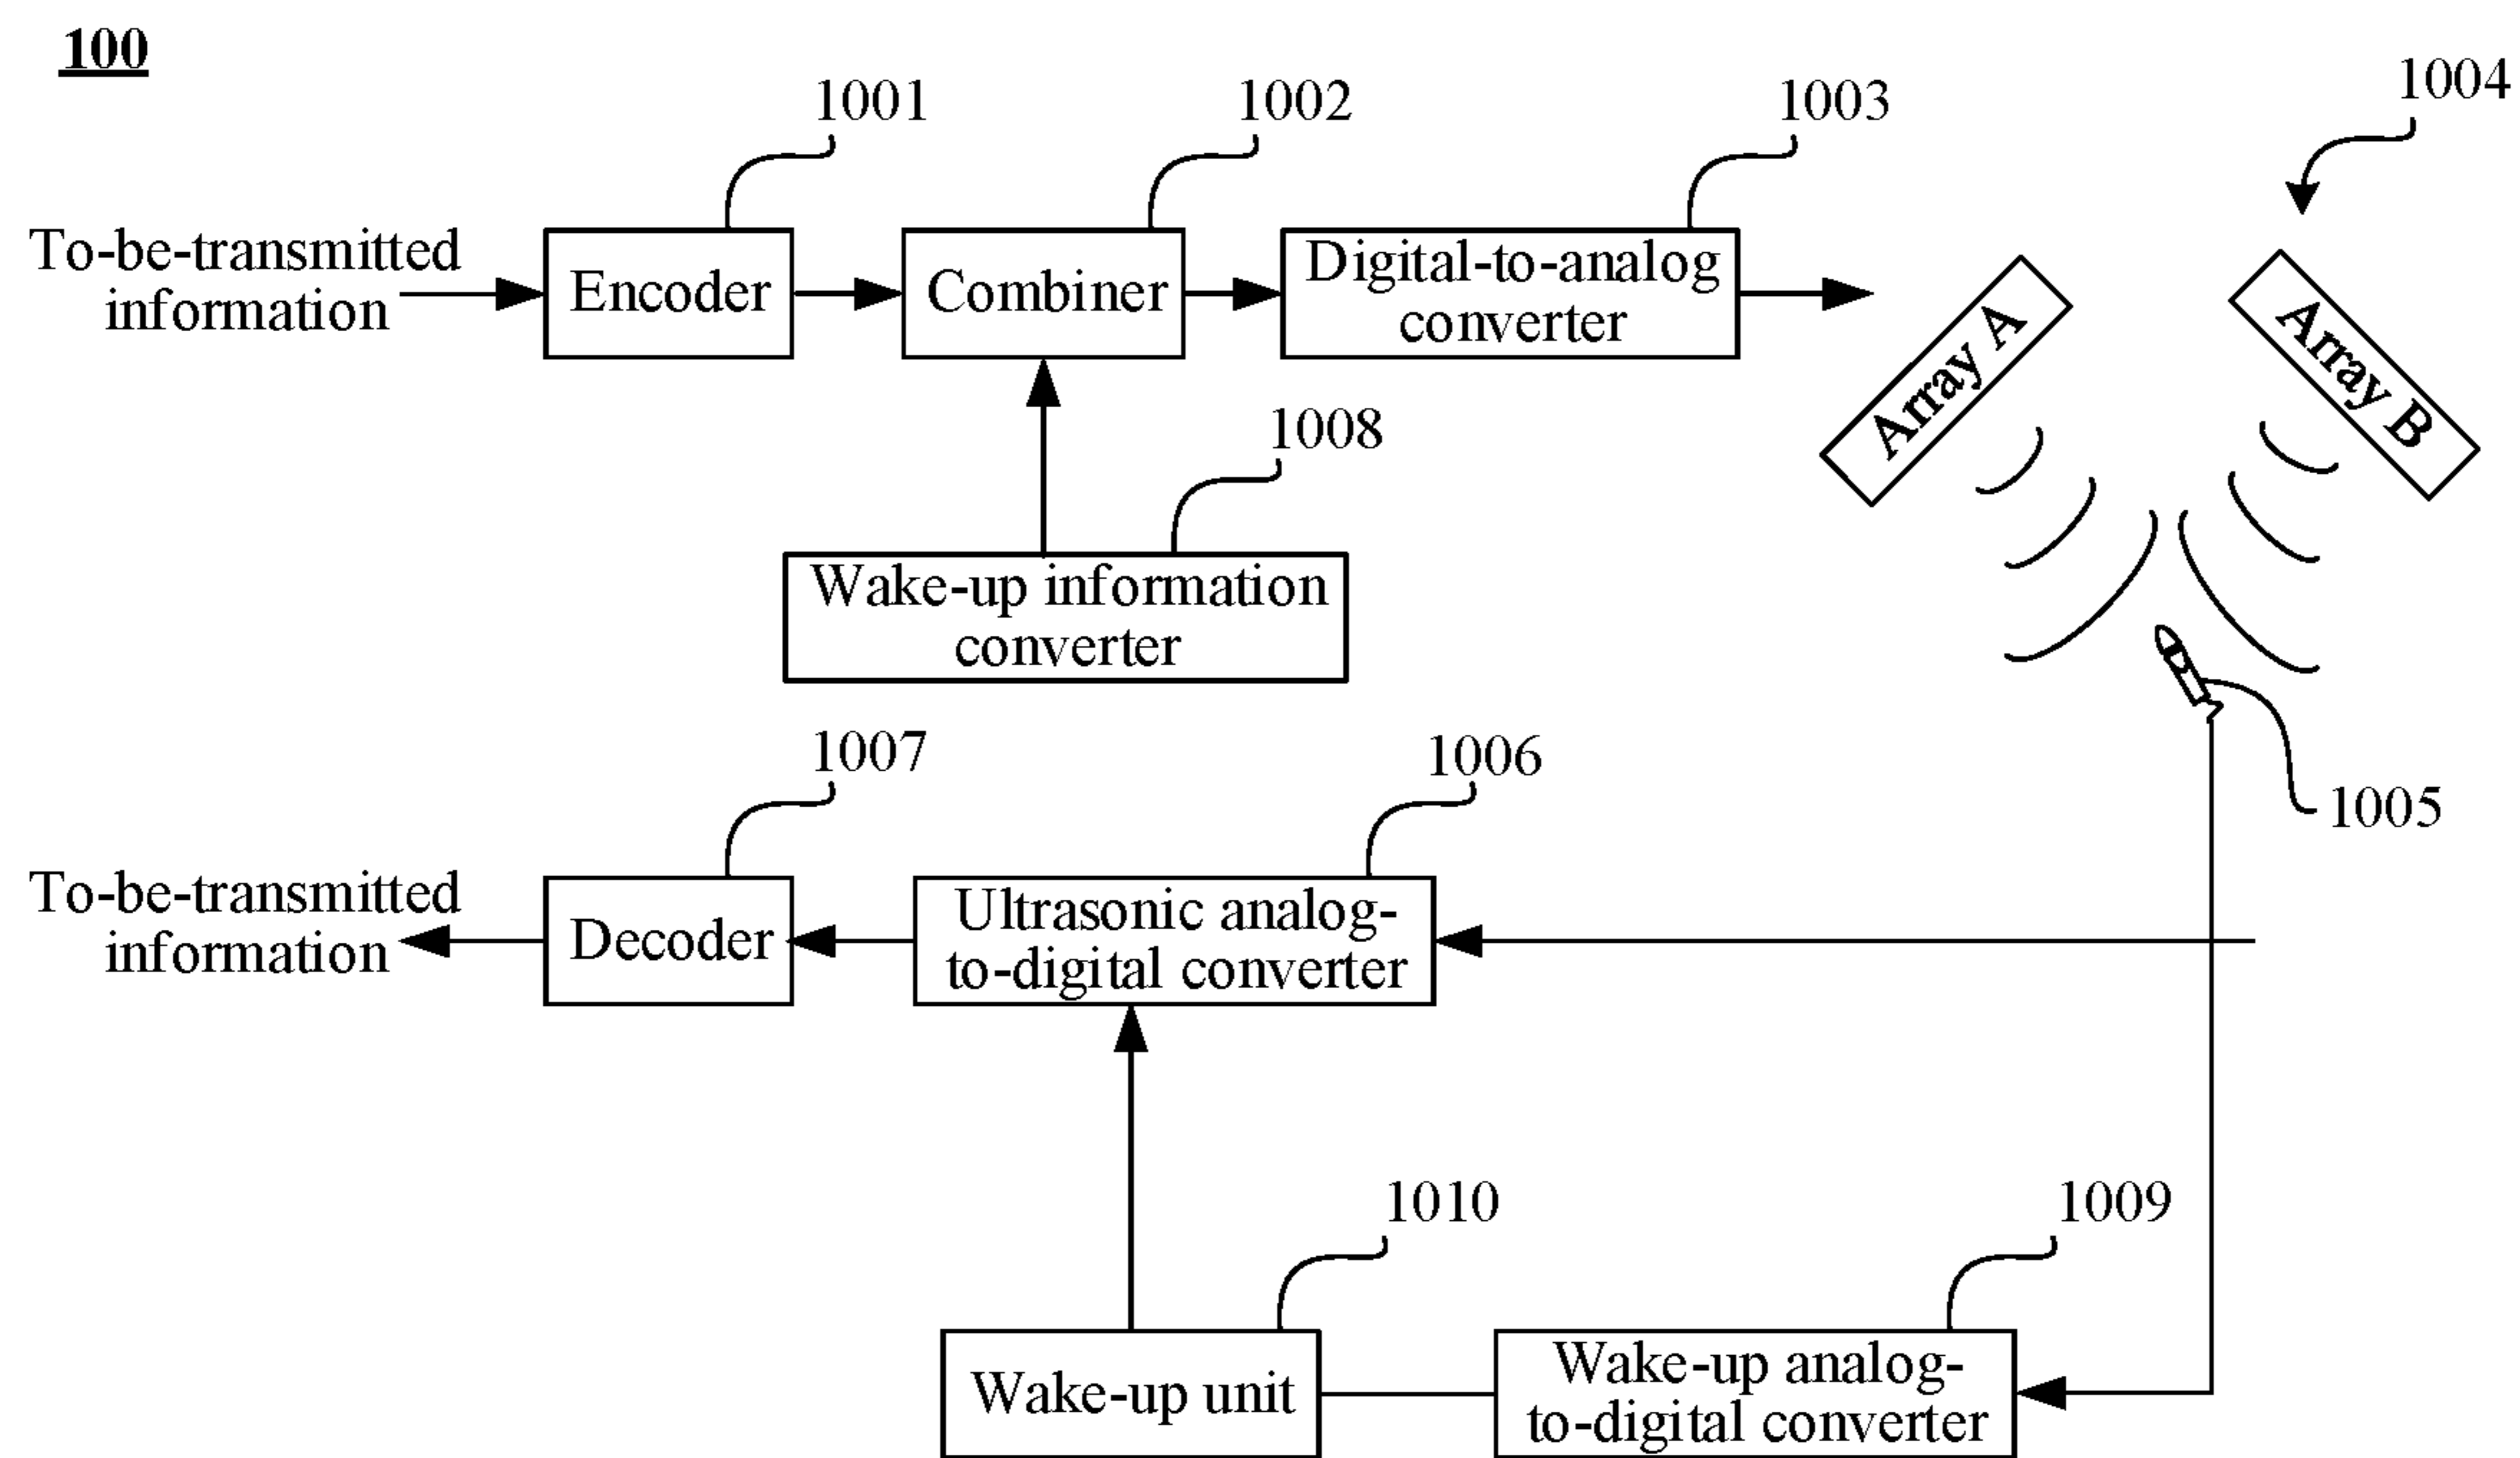 100
1001
1002
1003
1004
To-be-transmitted
information
Encoder
Combiner
Digital-to-analog
converter
Array A
Array B
1008
Wake-up information
converter
1005
1007
1006
To-be-transmitted
information
Decoder
Ultrasonic analog-
to-digital converter
1010
1009
Wake-up unit
Wake-up analog-
to-digital converter